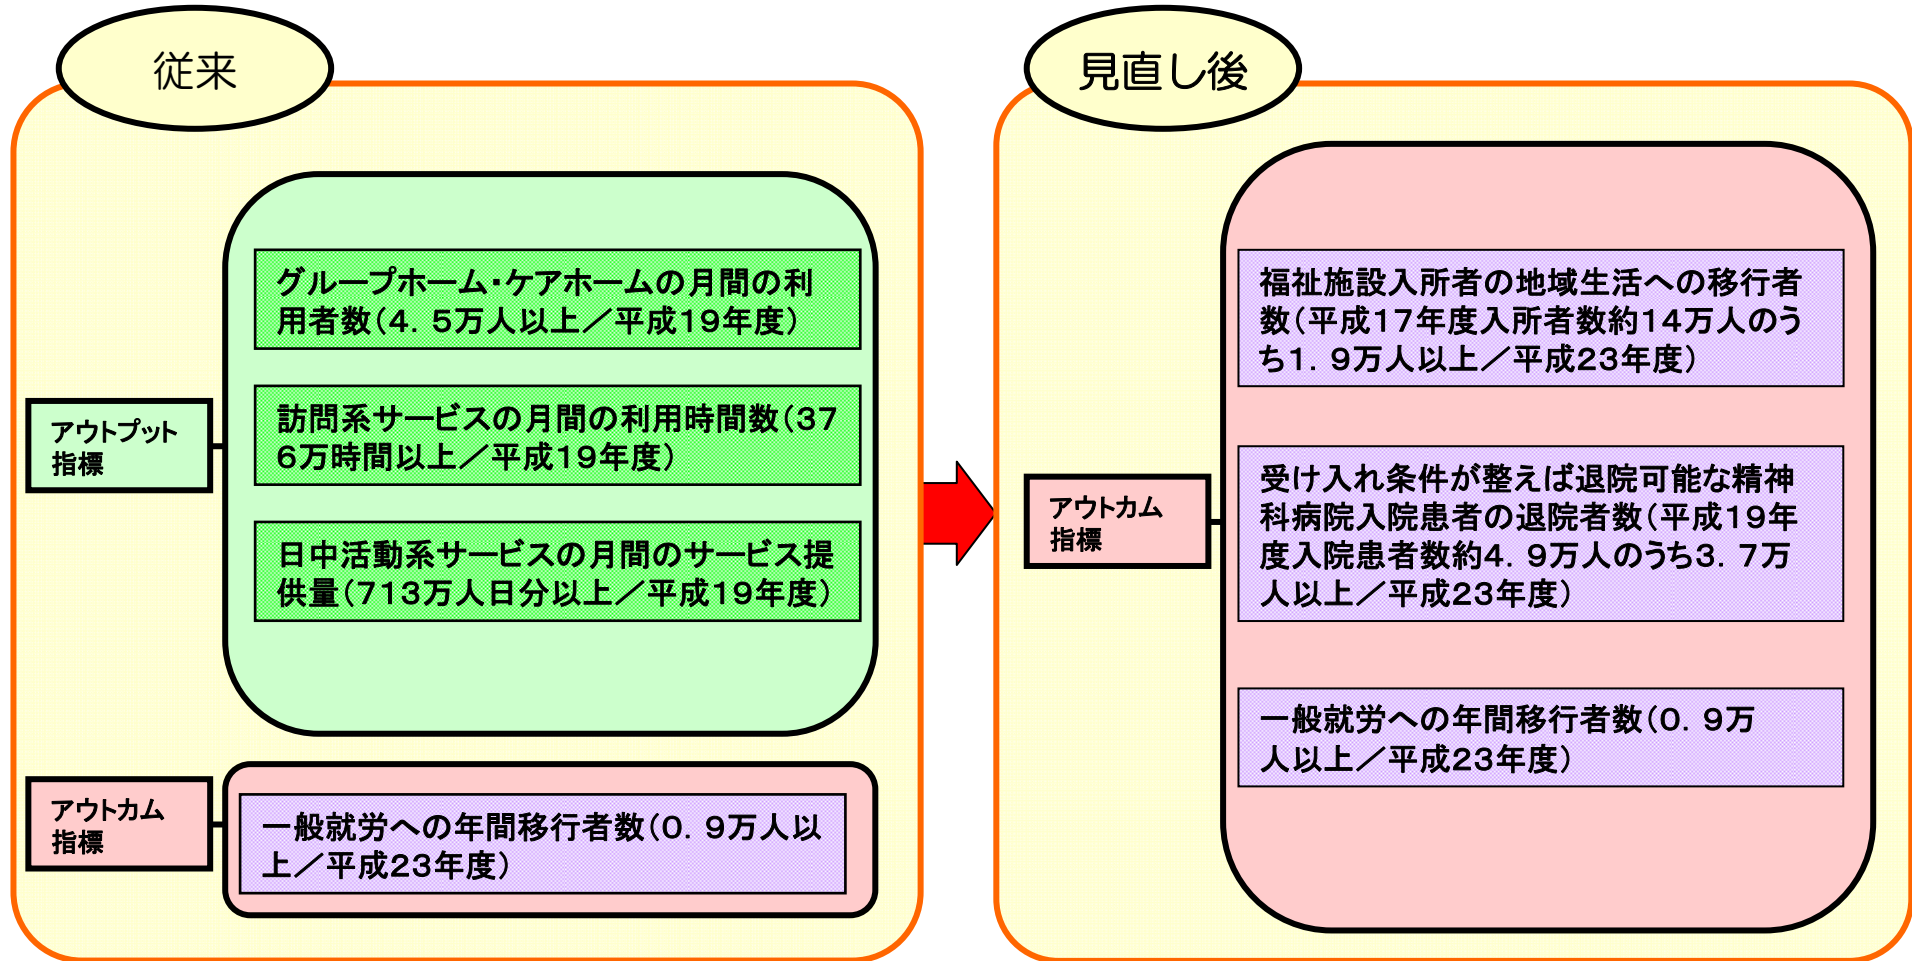 従来
アウトプット
指標
グループホーム・ケアホームの月間の利
用者数(4．5万人以上／平成19年度)
訪問系サービスの月間の利用時間数(37
6万時間以上／平成19年度)
日中活動系サービスの月間のサービス提
供量(713万人日分以上／平成19年度)
アウトカム
指標
一般就労への年間移行者数(0．9万人以
上／平成23年度)
見直し後
アウトカム
指標
福祉施設入所者の地域生活への移行者
数(平成17年度入所者数約14万人のう
ち1．9万人以上／平成23年度)
受け入れ条件が整えば退院可能な精神
科病院入院患者の退院者数(平成19年
度入院患者数約4．9万人のうち3．7万
人以上／平成23年度)
一般就労への年間移行者数(0．9万
人以上／平成23年度)